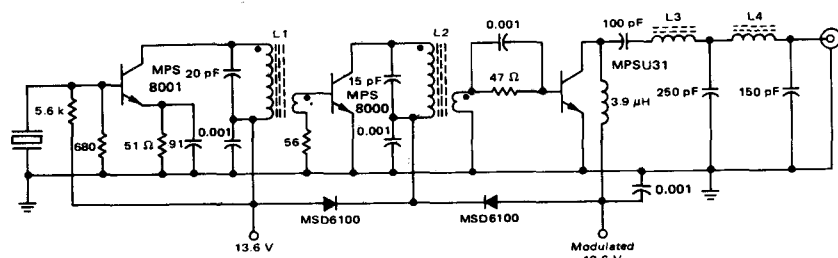 L1
L2
0.001
100 pF
L3
L4
MPS
8001
20 pF
15 pF
MPS
8000
47 Ω
MPSU31
3.9 μH
250 pF
150 pF
5.6 k
680
51 Ω
91
0.001
56
0.001
0.001
MSD6100
MSD6100
13.6 V
Modulated